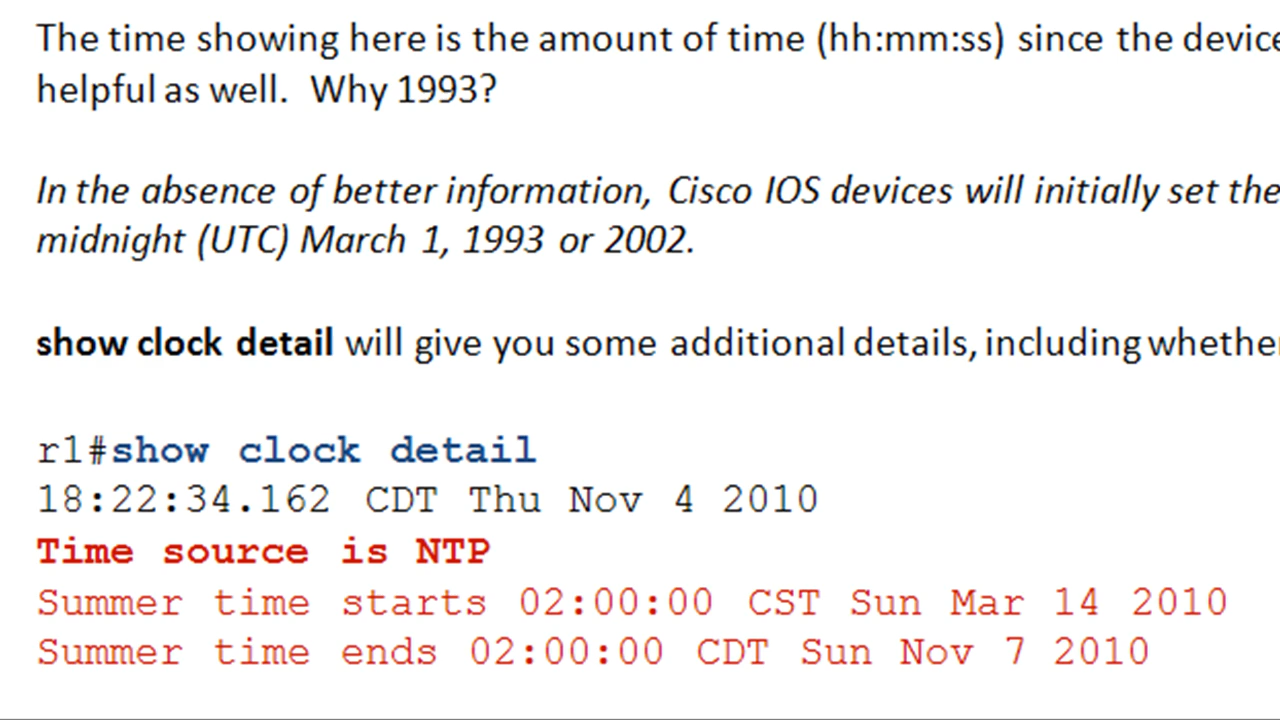 The time showing here is the amount of time (hh:mm:ss) since the device
helpful as well. Why 1993?
In the absence of better information, Cisco IOS devices will initially set the
midnight (UTC) March 1, 1993 or 2002.
show clock detail will give you some additional details, including whether
r1#show clock detail
18:22:34.162 CDT Thu Nov 4 2010
Time source is NTP
Summer time starts 02:00:00 CST Sun Mar 14 2010
Summer time ends 02:00:00 CDT Sun Nov 7 2010